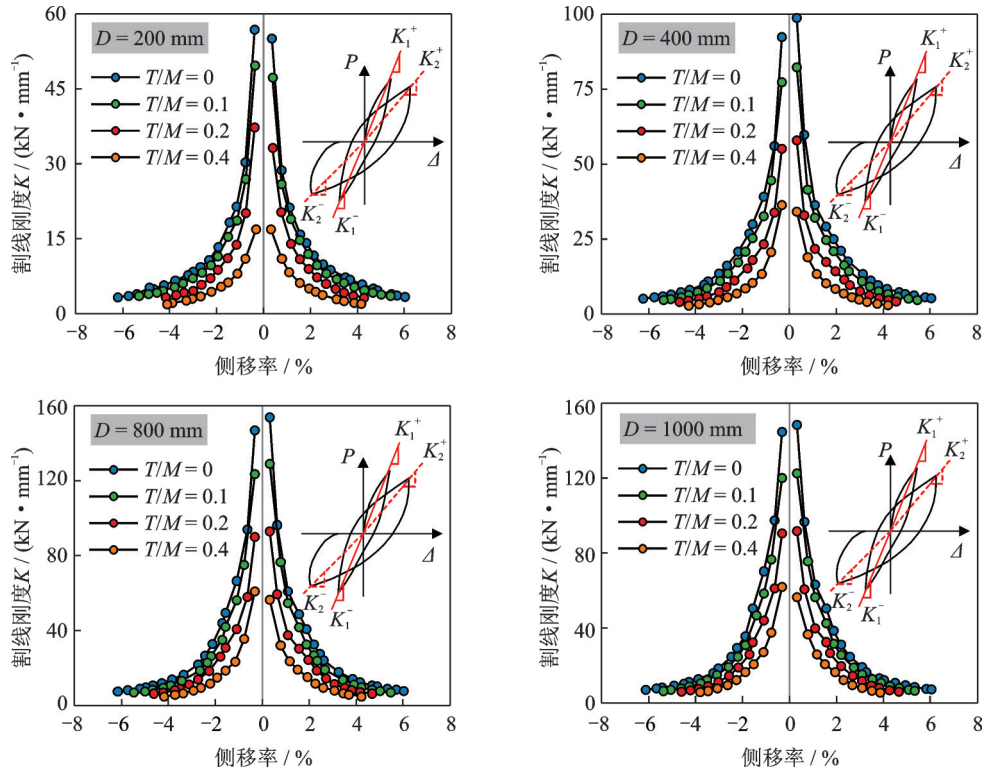 60
45
30
15
0
割线刚度K / (kN·mm⁻¹)
D = 200 mm
T/M = 0
T/M = 0.1
T/M = 0.2
T/M = 0.4
P
K₁⁺
K₂⁺
Δ
K₂⁻
K₁⁻
−8 −6 −4 −2 0 2 4 6 8
侧移率 / %
100
75
50
25
0
割线刚度K / (kN·mm⁻¹)
D = 400 mm
T/M = 0
T/M = 0.1
T/M = 0.2
T/M = 0.4
P
K₁⁺
K₂⁺
Δ
K₂⁻
K₁⁻
−8 −6 −4 −2 0 2 4 6 8
侧移率 / %
160
120
80
40
0
割线刚度K / (kN·mm⁻¹)
D = 800 mm
T/M = 0
T/M = 0.1
T/M = 0.2
T/M = 0.4
P
K₁⁺
K₂⁺
Δ
K₂⁻
K₁⁻
−8 −6 −4 −2 0 2 4 6 8
侧移率 / %
160
120
80
40
0
割线刚度K / (kN·mm⁻¹)
D = 1000 mm
T/M = 0
T/M = 0.1
T/M = 0.2
T/M = 0.4
P
K₁⁺
K₂⁺
Δ
K₂⁻
K₁⁻
−8 −6 −4 −2 0 2 4 6 8
侧移率 / %